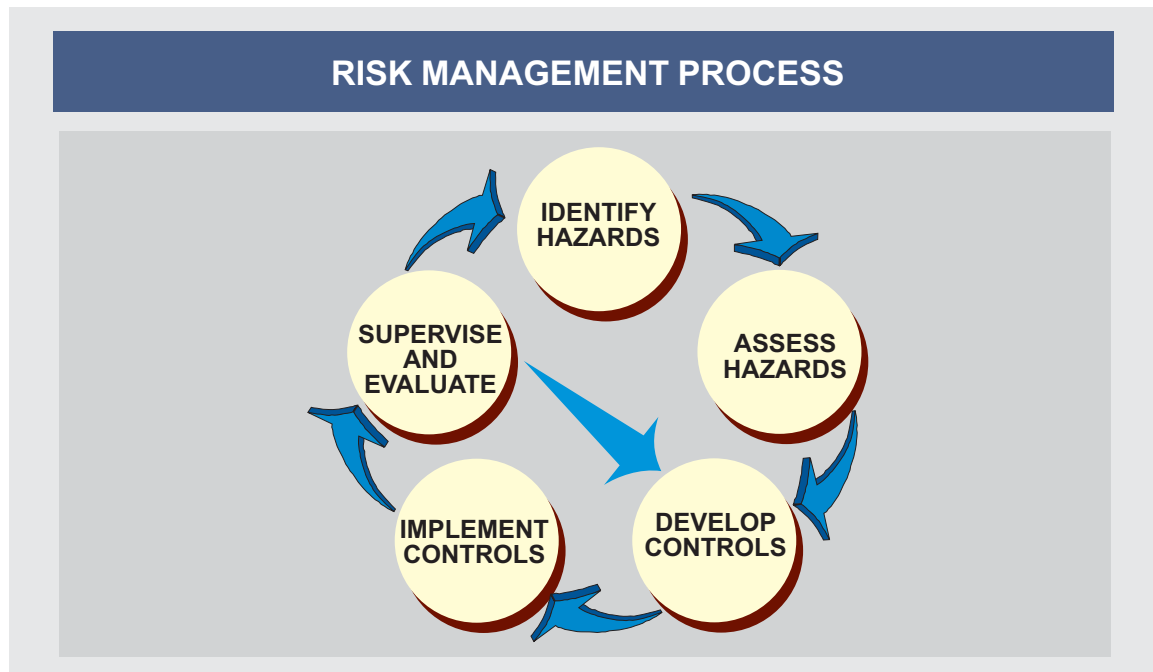 RISK MANAGEMENT PROCESS
IDENTIFY
HAZARDS
ASSESS
HAZARDS
DEVELOP
CONTROLS
IMPLEMENT
CONTROLS
SUPERVISE
AND
EVALUATE